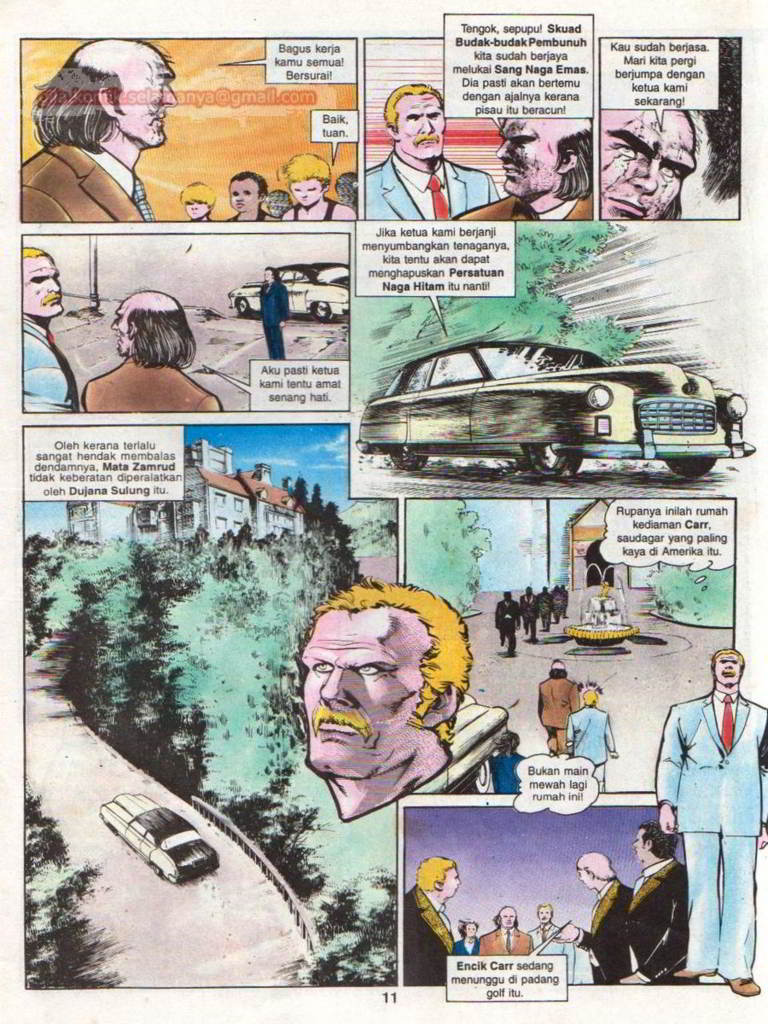 Bagus kerja
kamu semua!
Bersurai!
Baik,
tuan.
Tengok, sepupu! Skuad
Budak-budak Pembunuh
kita sudah berjaya
melukai Sang Naga Emas.
Dia pasti akan bertemu
dengan ajalnya kerana
pisau itu beracun!
Kau sudah berjasa.
Mari kita pergi
berjumpa dengan
ketua kami
sekarang!
Aku pasti ketua
kami tentu amat
senang hati.
Jika ketua kami berjanji
menyumbangkan tenaganya,
kita tentu akan dapat
menghapuskan Persatuan
Naga Hitam itu nanti!
Oleh kerana terlalu
sangat hendak membalas
dendamnya, Mata Zamrud
tidak keberatan diperalatkan
oleh Dujana Sulung itu.
Rupanya inilah rumah
kediaman Carr,
saudagar yang paling
kaya di Amerika itu.
Bukan main
mewah lagi
rumah ini!
Encik Carr sedang
menunggu di padang
golf itu.
11